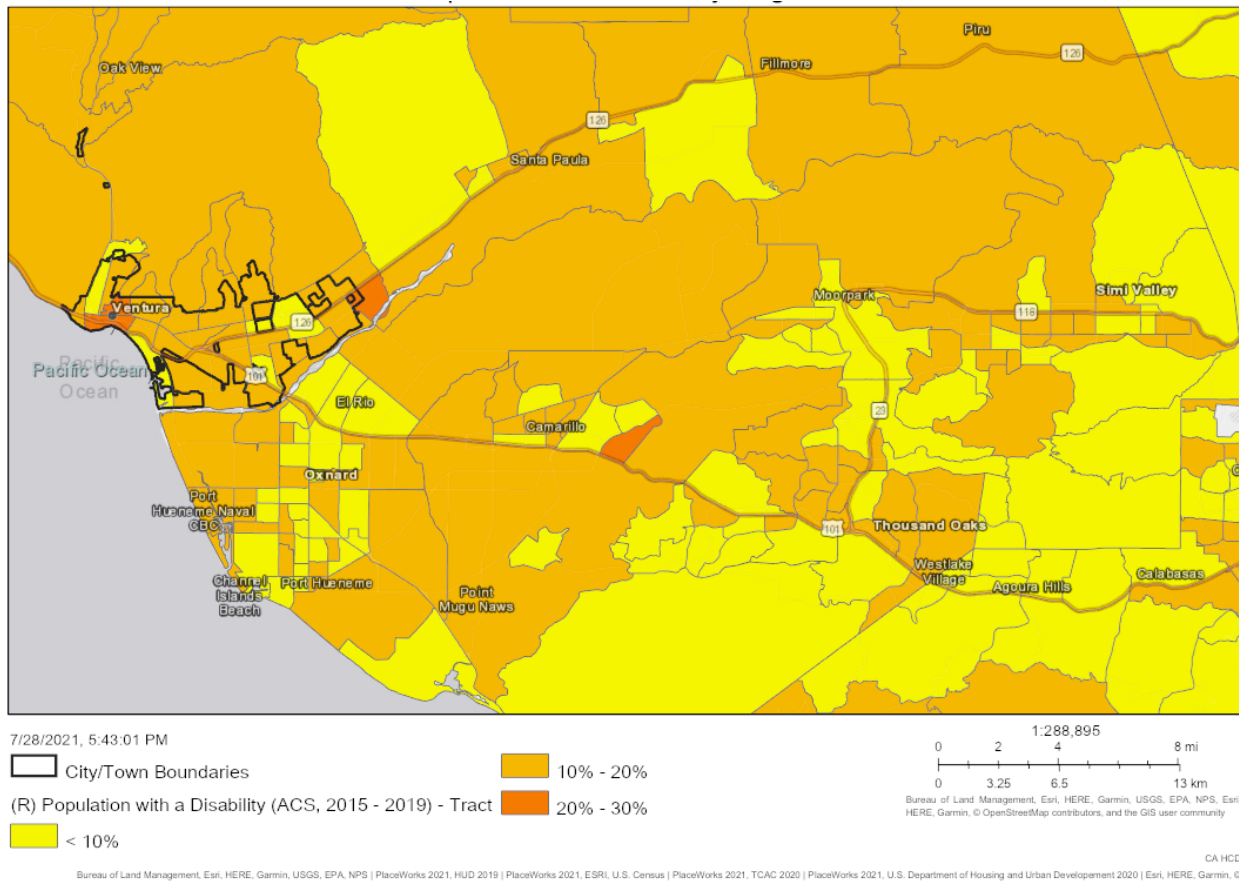 Piru
126
Oak View
Fillmore
126
Santa Paula
Moorpark
Simi Valley
118
Ventura
126
Pacific Ocean
Pacific
Ocean
101
El Rio
23
Camarillo
Oxnard
Port
Hueneme Naval
CBC
101
Thousand Oaks
Westlake
Village
Channel
Islands
Beach
Port Hueneme
Point
Mugu Naws
Agoura Hills
Calabasas
7/28/2021, 5:43:01 PM
City/Town Boundaries
(R) Population with a Disability (ACS, 2015 - 2019) - Tract
< 10%
10% - 20%
20% - 30%
1:288,895
0 2 4 8 mi
0 3.25 6.5 13 km
Bureau of Land Management, Esri, HERE, Garmin, USGS, EPA, NPS, Esri,
HERE, Garmin, © OpenStreetMap contributors, and the GIS user community
CA HCD
Bureau of Land Management, Esri, HERE, Garmin, USGS, EPA, NPS | PlaceWorks 2021, HUD 2019 | PlaceWorks 2021, ESRI, U.S. Census | PlaceWorks 2021, TCAC 2020 | PlaceWorks 2021, U.S. Department of Housing and Urban Developement 2020 | Esri, HERE, Garmin, ©